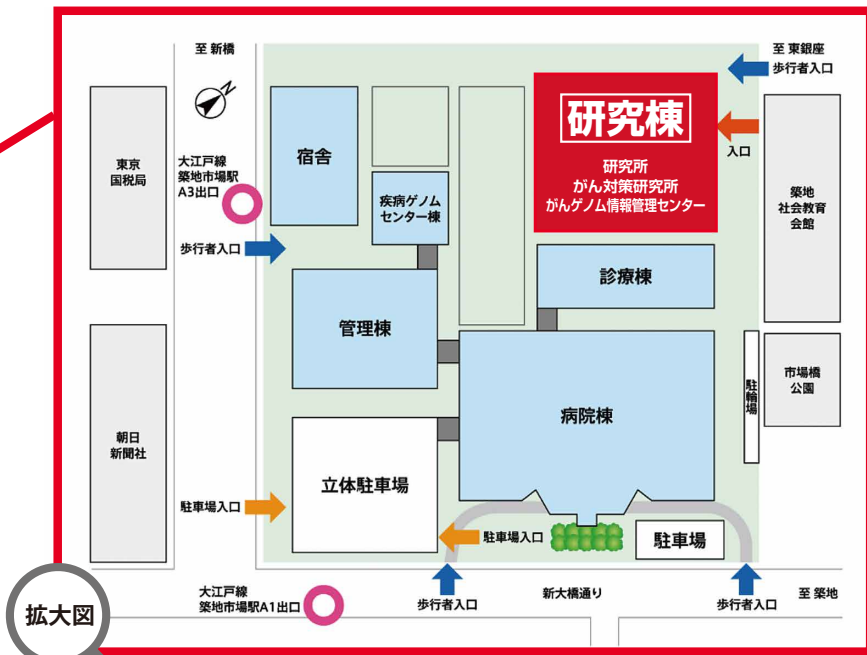 至 新橋
至 東銀座
歩行者入口
N
東京
国税局
大江戸線
築地市場駅
A3出口
宿舎
疾病ゲノム
センター棟
研究棟
研究所
がん対策研究所
がんゲノム情報管理センター
入口
築地
社会教育
会館
歩行者入口
管理棟
診療棟
病院棟
駐輪場
市場橋
公園
朝日
新聞社
立体駐車場
駐車場入口
駐車場入口
駐車場
大江戸線
築地市場駅A1出口
歩行者入口
新大橋通り
歩行者入口
至 築地
拡大図